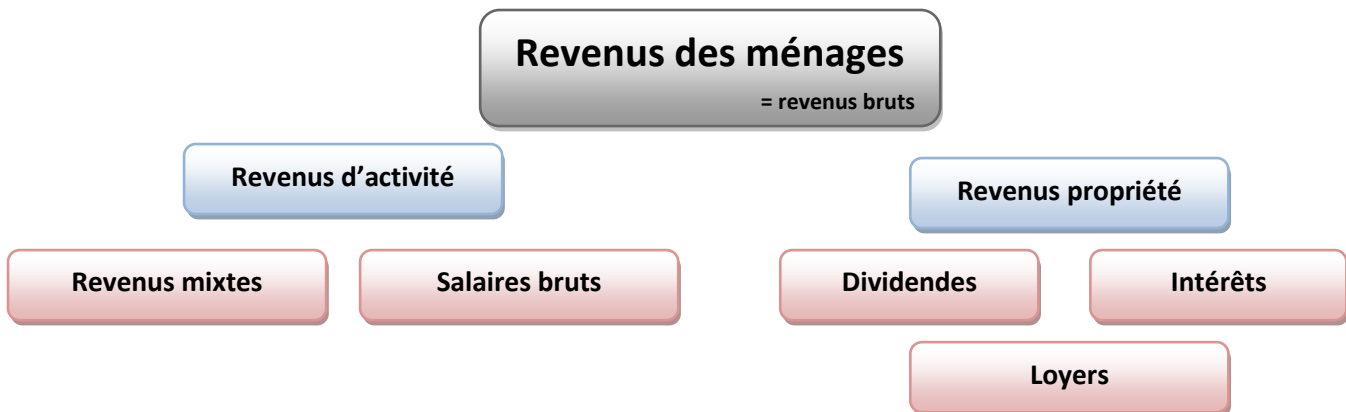 Revenus des ménages
= revenus bruts
Revenus d’activité
Revenus propriété
Revenus mixtes
Salaires bruts
Dividendes
Intérêts
Loyers